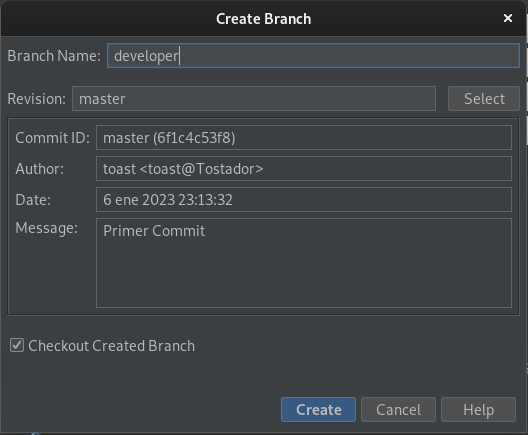 Create Branch
Branch Name: developer
Revision: master Select
Commit ID: master (6f1c4c53f8)
Author: toast <toast@Tostador>
Date: 6 ene 2023 23:13:32
Message: Primer Commit
Checkout Created Branch
Create Cancel Help